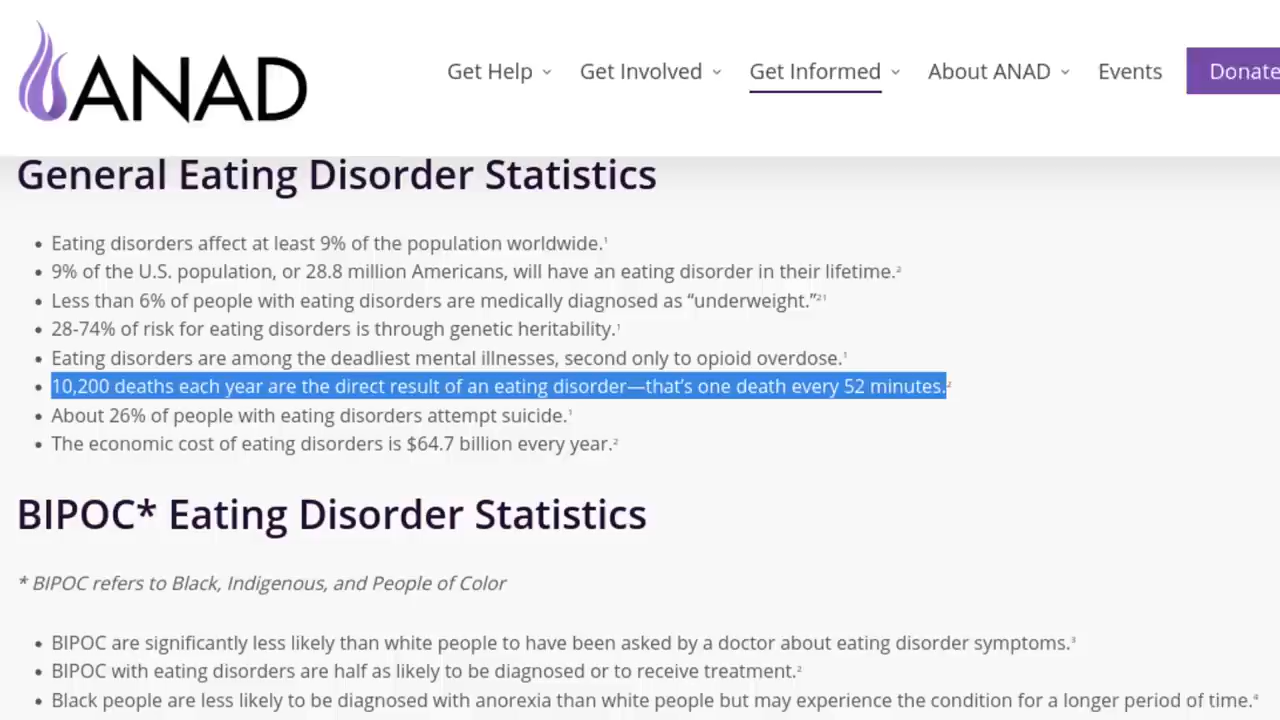 ANAD
Get Help
Get Involved
Get Informed
About ANAD
Events
Donate
General Eating Disorder Statistics
• Eating disorders affect at least 9% of the population worldwide.¹
• 9% of the U.S. population, or 28.8 million Americans, will have an eating disorder in their lifetime.²
• Less than 6% of people with eating disorders are medically diagnosed as “underweight.”²¹
• 28-74% of risk for eating disorders is through genetic heritability.¹
• Eating disorders are among the deadliest mental illnesses, second only to opioid overdose.¹
• 10,200 deaths each year are the direct result of an eating disorder—that’s one death every 52 minutes.²
• About 26% of people with eating disorders attempt suicide.¹
• The economic cost of eating disorders is $64.7 billion every year.²
BIPOC* Eating Disorder Statistics
* BIPOC refers to Black, Indigenous, and People of Color
• BIPOC are significantly less likely than white people to have been asked by a doctor about eating disorder symptoms.³
• BIPOC with eating disorders are half as likely to be diagnosed or to receive treatment.²
• Black people are less likely to be diagnosed with anorexia than white people but may experience the condition for a longer period of time.⁴